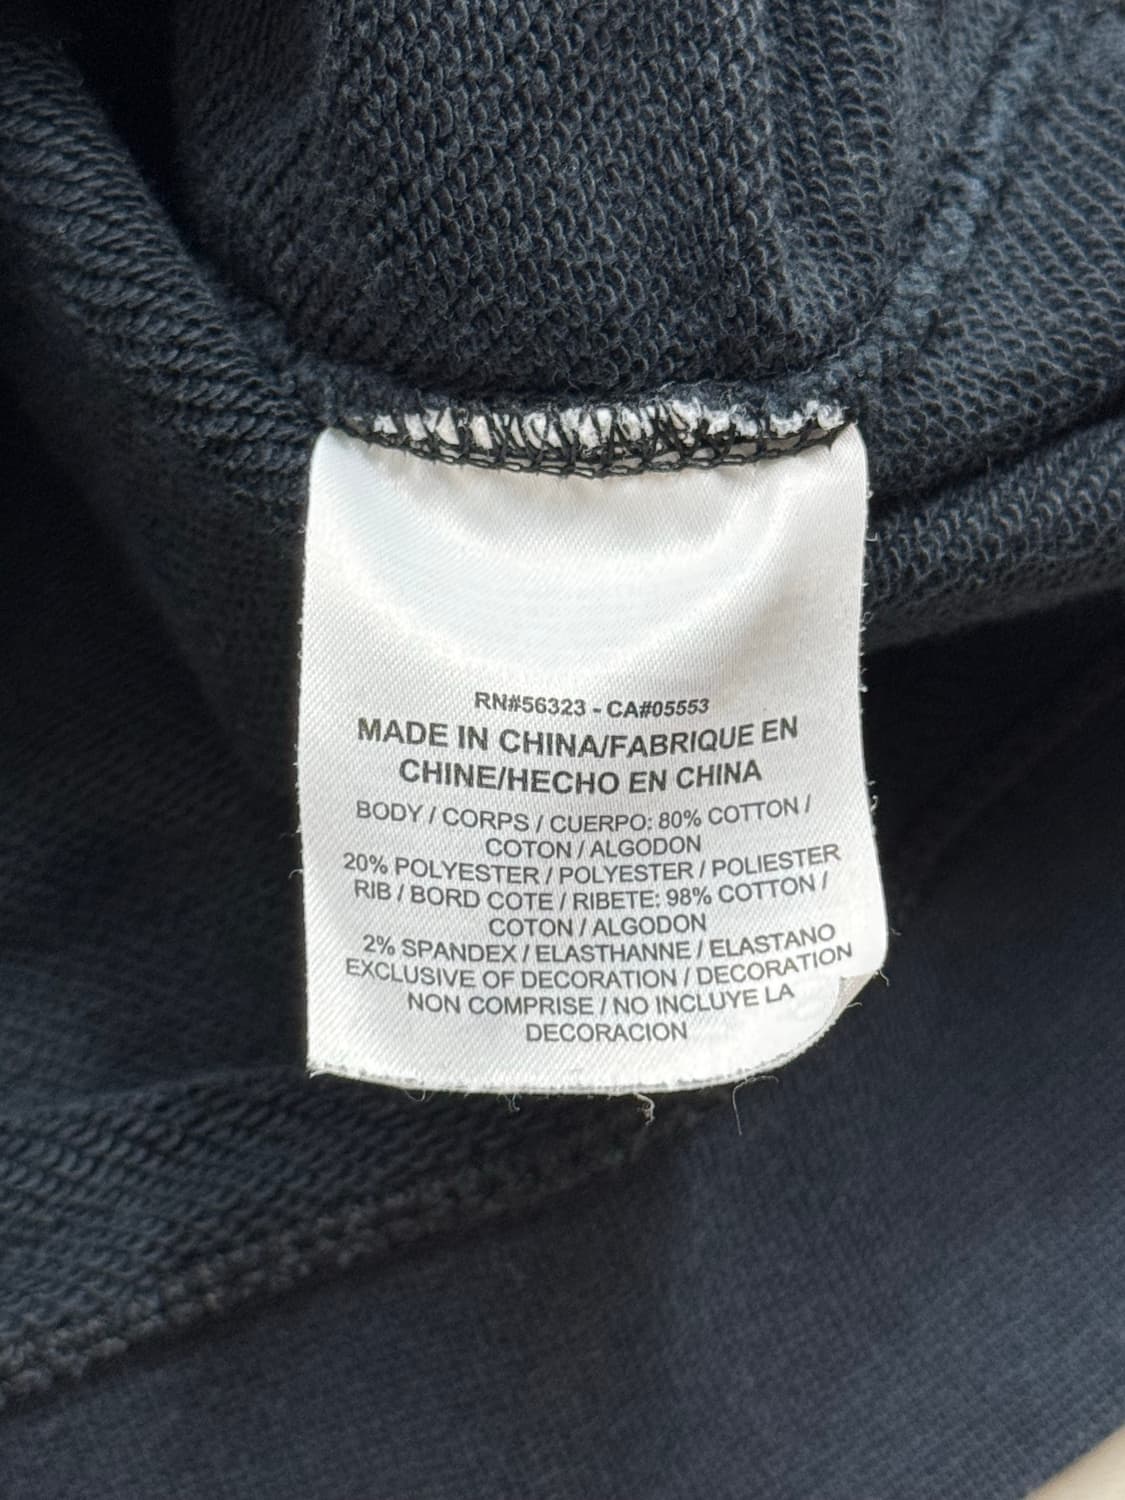 RN#56323 - CA#05553
MADE IN CHINA/FABRIQUE EN
CHINE/HECHO EN CHINA
BODY / CORPS / CUERPO: 80% COTTON /
COTON / ALGODON
20% POLYESTER / POLYESTER / POLIESTER
RIB / BORD COTE / RIBETE: 98% COTTON /
COTON / ALGODON
2% SPANDEX / ELASTHANNE / ELASTANO
EXCLUSIVE OF DECORATION / DECORATION
NON COMPRISE / NO INCLUYE LA
DECORACION